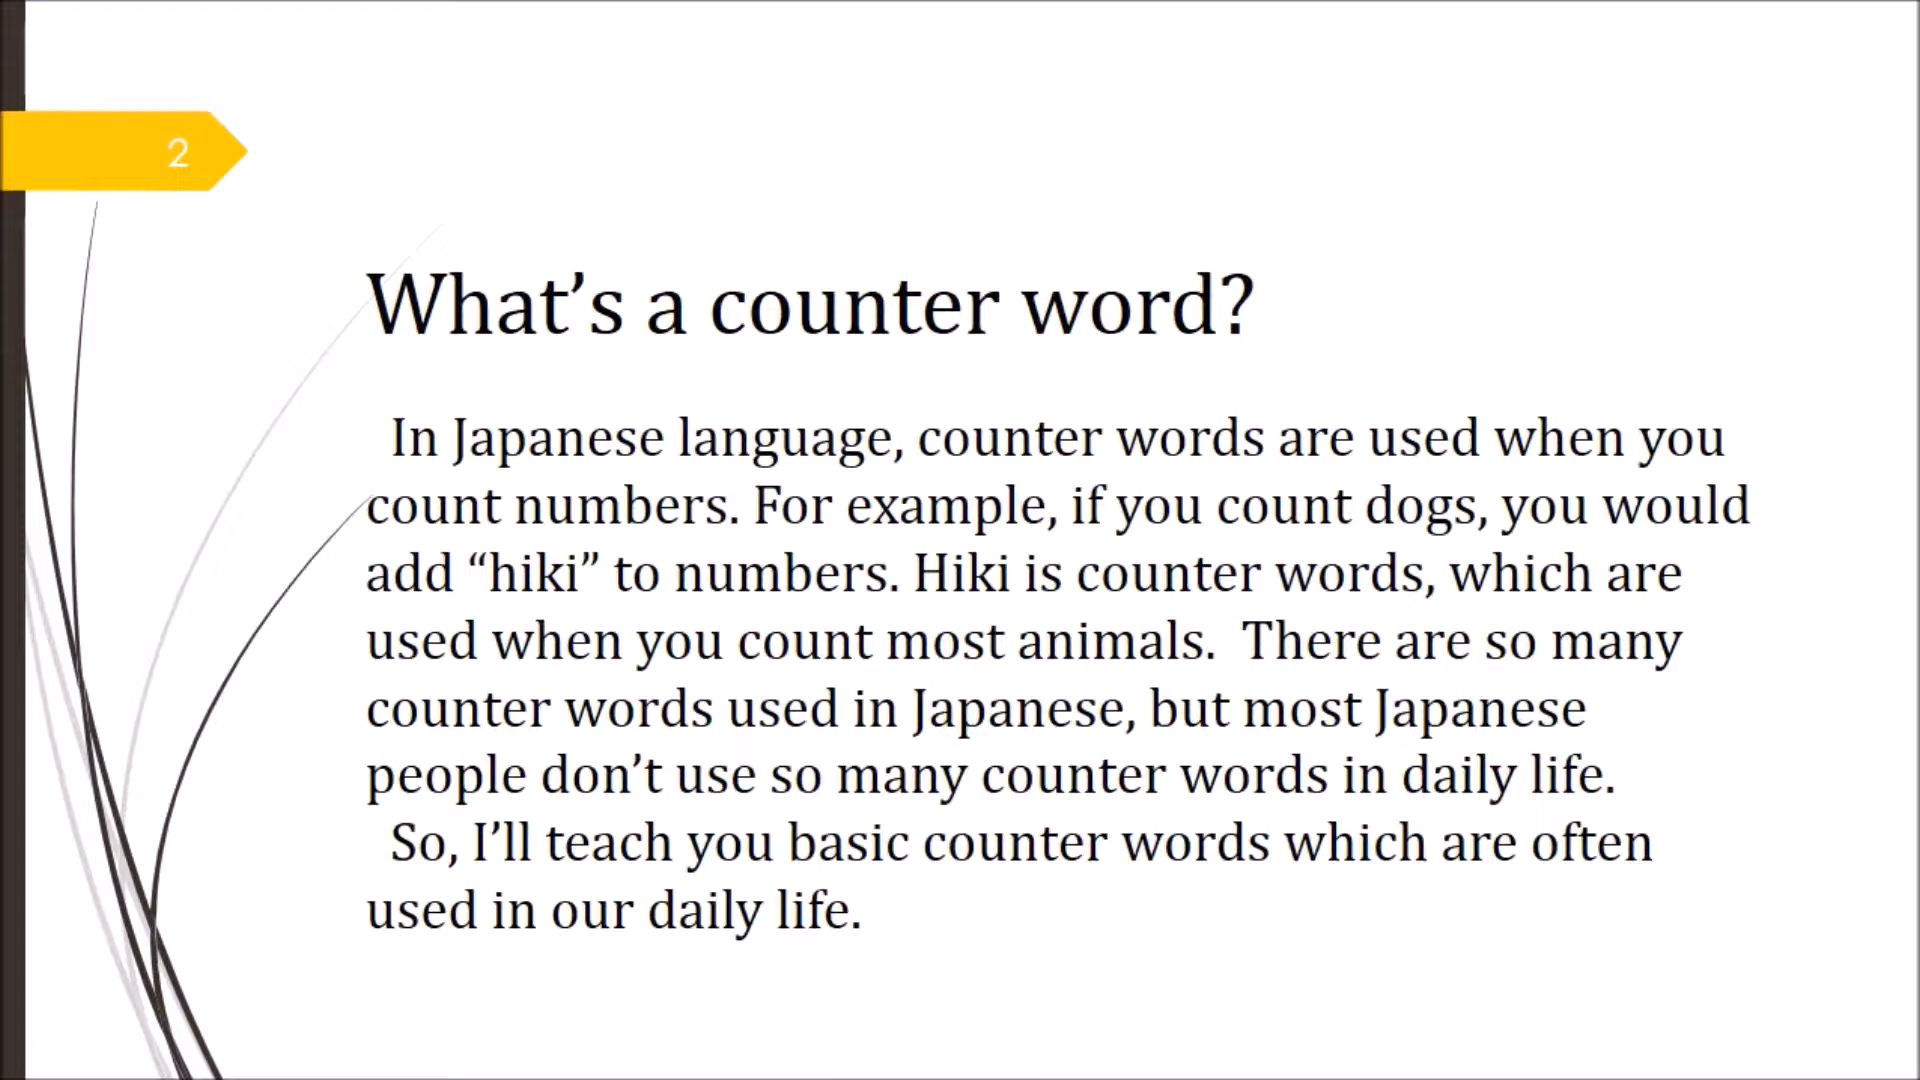 2
What’s a counter word?
In Japanese language, counter words are used when you
count numbers. For example, if you count dogs, you would
add “hiki” to numbers. Hiki is counter words, which are
used when you count most animals.  There are so many
counter words used in Japanese, but most Japanese
people don’t use so many counter words in daily life.
So, I’ll teach you basic counter words which are often
used in our daily life.